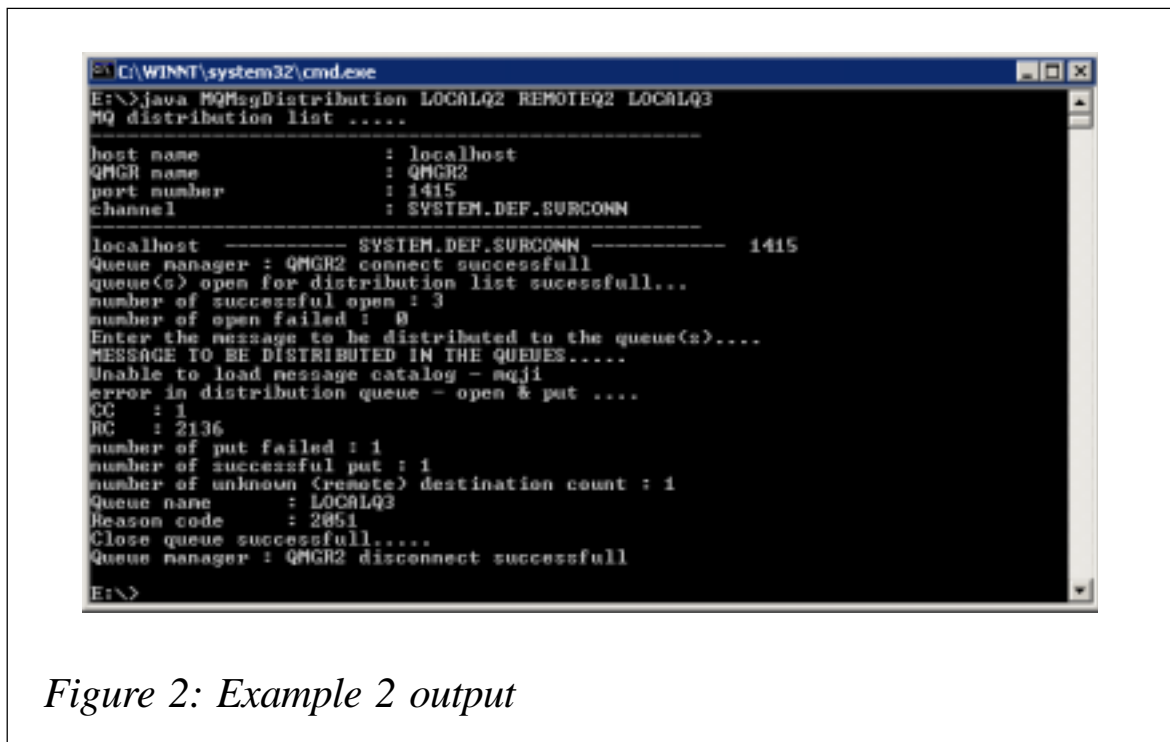 C:\WINNT\system32\cmd.exe
E:\>java MQMsgDistribution LOCALQ2 REMOTEQ2 LOCALQ3
MQ distribution list .....
--------------------------------------------------------
host name : localhost
QMGR name : QMGR2
port number : 1415
channel : SYSTEM.DEF.SVRCONN
--------------------------------------------------------
localhost ---------- SYSTEM.DEF.SVRCONN ----------- 1415
Queue manager : QMGR2 connect successfull
queue(s) open for distribution list sucessfull...
number of successful open : 3
number of open failed : 0
Enter the message to be distributed to the queue(s)....
MESSAGE TO BE DISTRIBUTED IN THE QUEUES.....
Unable to load message catalog - mqji
error in distribution queue - open & put ....
CC : 1
RC : 2136
number of put failed : 1
number of successful put : 1
number of unknown (remote) destination count : 1
Queue name : LOCALQ3
Reason code : 2051
Close queue successfull.....
Queue manager : QMGR2 disconnect successfull
E:\>
Figure 2: Example 2 output